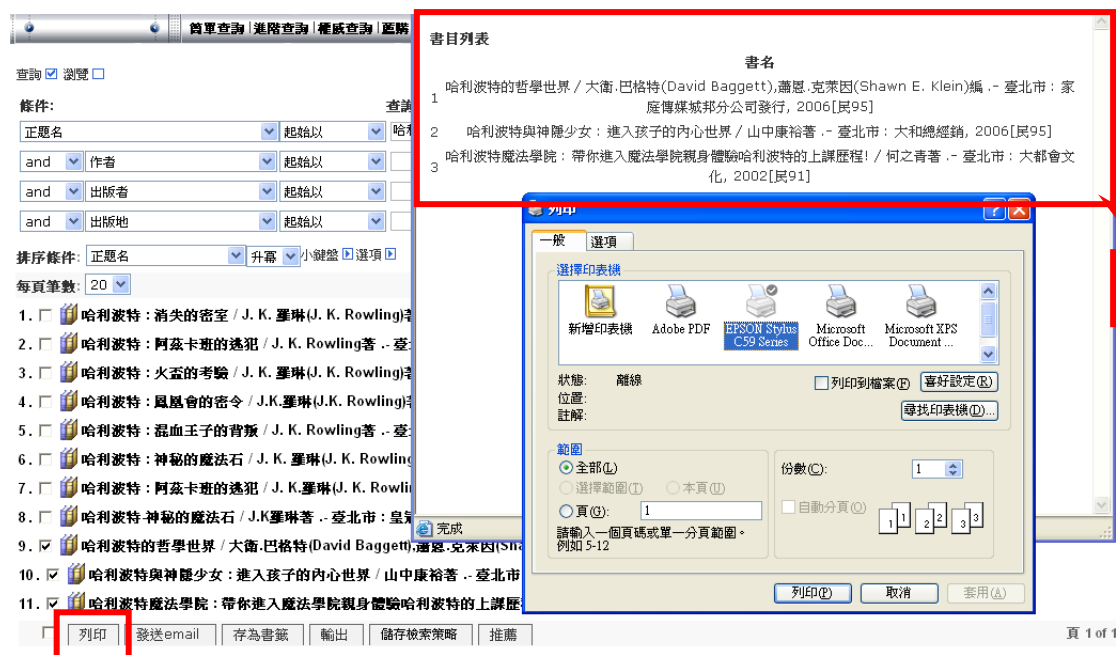 簡單查詢 | 進階查詢 | 權威查詢 | 薦購
查詢 瀏覽
條件:
正題名 起始以
and 作者 起始以
and 出版者 起始以
and 出版地 起始以
排序條件: 正題名 升冪 小鍵盤 選項
每頁筆數: 20
1. 哈利波特：消失的密室 / J. K. 羅琳(J. K. Rowling)著
2. 哈利波特：阿茲卡班的逃犯 / J. K. Rowling著 .- 臺
3. 哈利波特：火盃的考驗 / J. K. 羅琳(J. K. Rowling)著
4. 哈利波特：鳳凰會的密令 / J.K.羅琳(J.K. Rowling)著
5. 哈利波特：混血王子的背叛 / J. K. Rowling著 .- 臺
6. 哈利波特：神秘的魔法石 / J. K. 羅琳(J. K. Rowling
7. 哈利波特：阿茲卡班的逃犯 / J. K.羅琳(J. K. Rowli
8. 哈利波特-神秘的魔法石 / J.K羅琳著 .- 臺北市：皇冠
9. 哈利波特的哲學世界 / 大衛.巴格特(David Baggett),蕭恩.克萊因(Sha
10. 哈利波特與神隱少女：進入孩子的內心世界 / 山中康裕著 .- 臺北市
11. 哈利波特魔法學院：帶你進入魔法學院親身體驗哈利波特的上課歷
列印 發送email 存為書籤 輸出 儲存檢索策略 推薦
頁 1 of 1
書目列表
書名
1 哈利波特的哲學世界 / 大衛.巴格特(David Baggett),蕭恩.克萊因(Shawn E. Klein)編 .- 臺北市：家
庭傳媒城邦分公司發行, 2006[民95]
2 哈利波特與神隱少女：進入孩子的內心世界 / 山中康裕著 .- 臺北市：大和總經銷, 2006[民95]
3 哈利波特魔法學院：帶你進入魔法學院親身體驗哈利波特的上課歷程! / 何之青著 .- 臺北市：大都會文
化, 2002[民91]
完成
列印
一般 選項
選擇印表機
新增印表機 Adobe PDF EPSON Stylus C59 Series Microsoft Office Doc... Microsoft XPS Document ...
狀態: 離線
位置:
註解:
列印到檔案(F) 喜好設定(R)
尋找印表機(D)...
範圍
全部(L)
選擇範圍(T) 本頁(U)
頁(G): 1
請輸入一個頁碼或單一分頁範圍。
例如 5-12
份數(C): 1
自動分頁(O)
1 1 2 2 3 3
列印(P) 取消 套用(A)